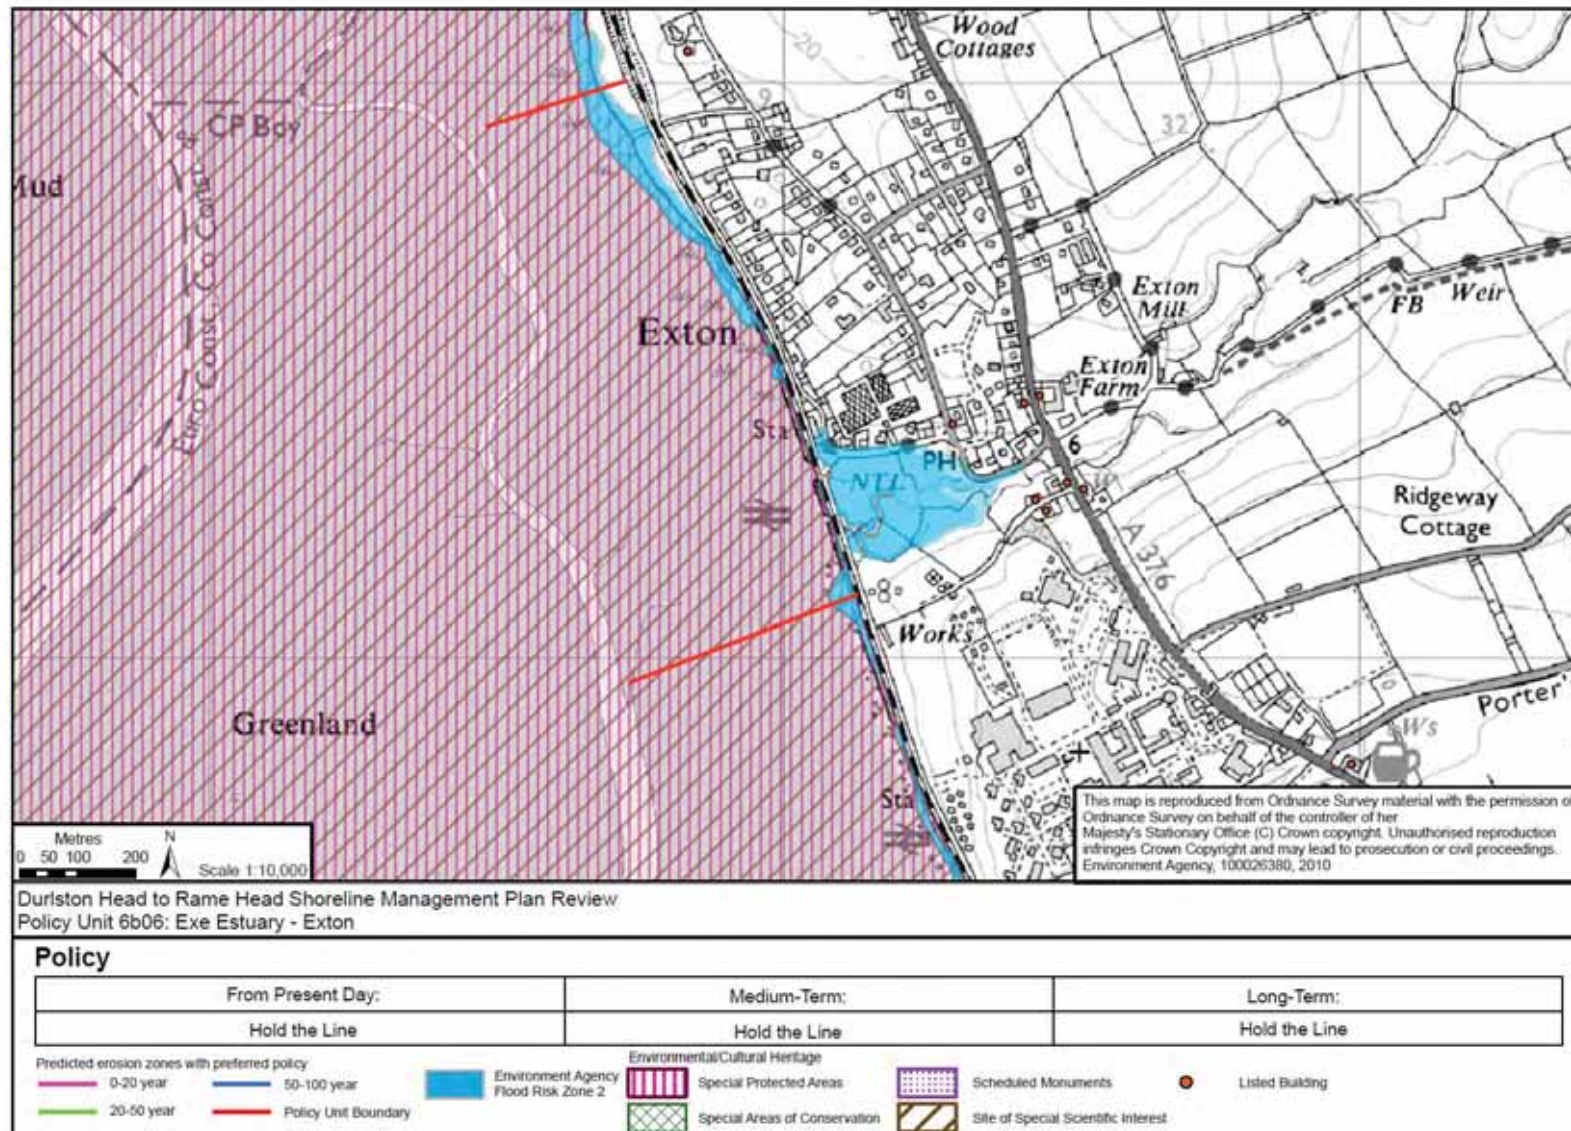 Wood
Cottages
20
9
32
CP Boy
Mud
Euro Const, Co Const &
Exton
Exton
Mill
FB
Weir
Exton
Farm
Sta
PH
6
NTL
W
Ridgeway
Cottage
A 376
Works
Greenland
Porter's
Ws
Sta
Metres
0 50 100 200
N
Scale 1:10,000
This map is reproduced from Ordnance Survey material with the permission of
Ordnance Survey on behalf of the controller of her
Majesty's Stationary Office (C) Crown copyright. Unauthorised reproduction
infringes Crown Copyright and may lead to prosecution or civil proceedings.
Environment Agency, 100026380, 2010
Durlston Head to Rame Head Shoreline Management Plan Review
Policy Unit 6b06: Exe Estuary - Exton
Policy
From Present Day: Medium-Term: Long-Term:
Hold the Line Hold the Line Hold the Line
Predicted erosion zones with preferred policy
0-20 year 50-100 year
20-50 year Policy Unit Boundary
Environment Agency
Flood Risk Zone 2
Environmental/Cultural Heritage
Special Protected Areas Scheduled Monuments Listed Building
Special Areas of Conservation Site of Special Scientific Interest